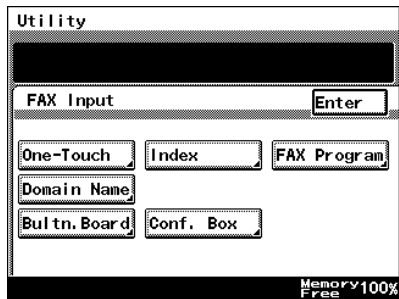 Utility
FAX Input
Enter
One-Touch
Index
FAX Program
Domain Name
Bultn.Board
Conf. Box
Memory Free 100%